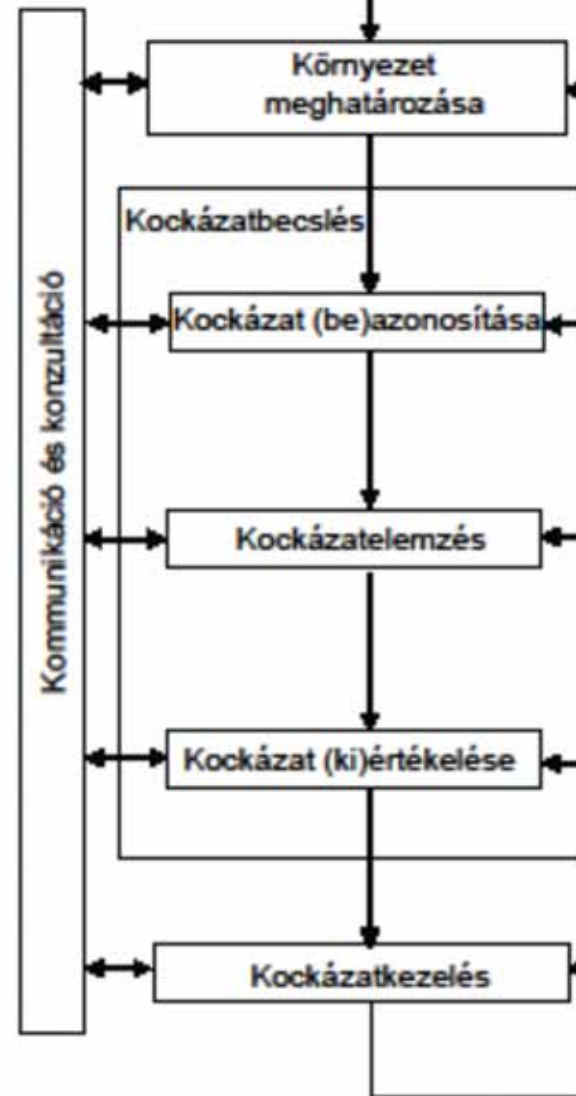 Környezet
meghatározása
Kockázatbecslés
Kockázat (be)azonosítása
Kommunikáció és konzultáció
Kockázatelemzés
Kockázat (ki)értékelése
Kockázatkezelés